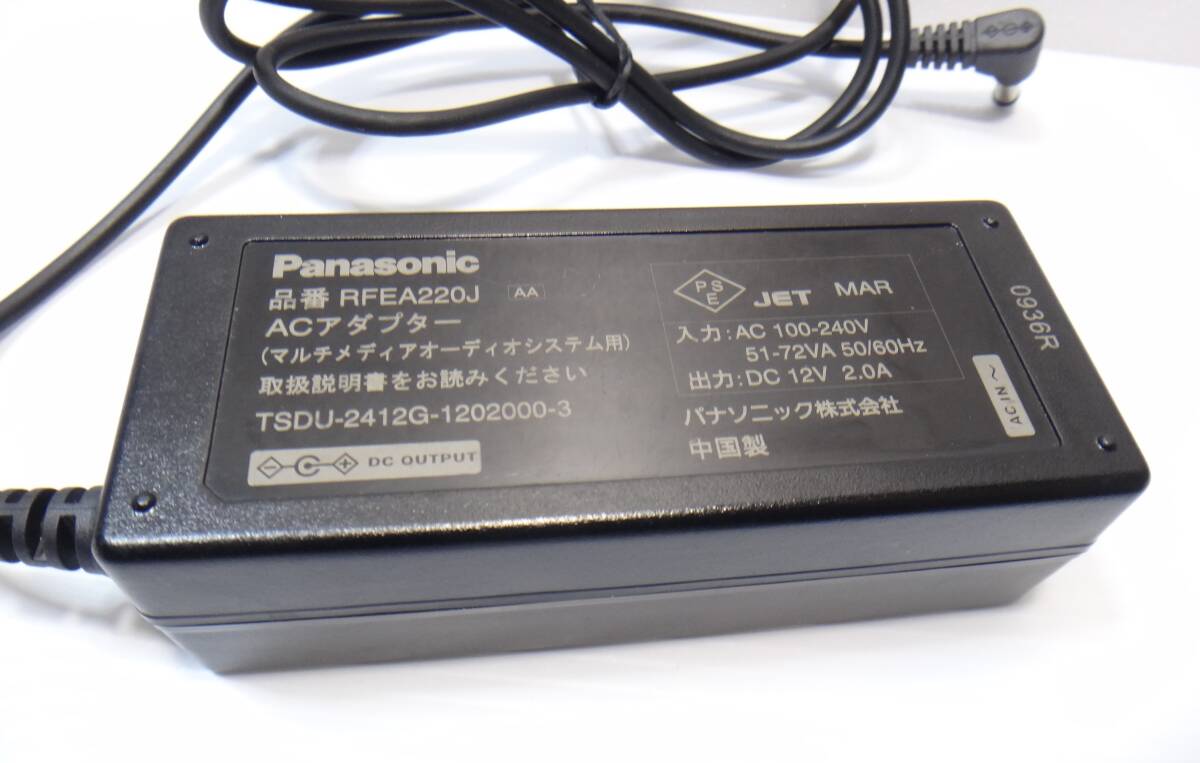 Panasonic
品番 RFEA220J AA
ACアダプター
(マルチメディアオーディオシステム用)
取扱説明書をお読みください
TSDU-2412G-1202000-3
DC OUTPUT
PSE JET MAR
入力:AC 100-240V
51-72VA 50/60Hz
出力:DC 12V 2.0A
パナソニック株式会社
中国製
AC IN
0936R